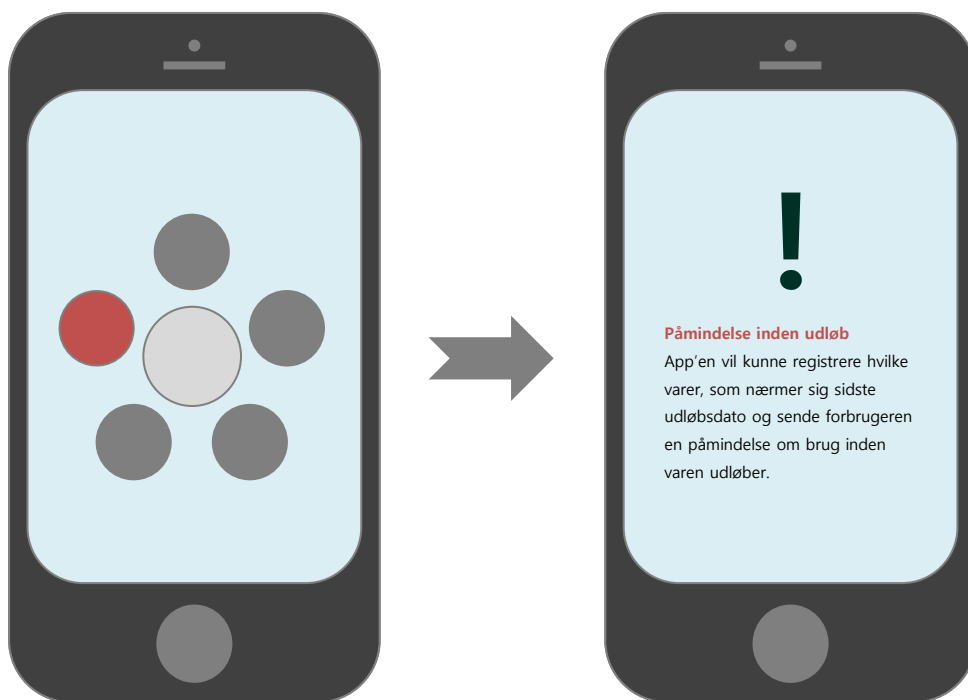 !
Påmindelse inden udløb
App'en vil kunne registrere hvilke
varer, som nærmer sig sidste
udløbsdato og sende forbrugeren
en påmindelse om brug inden
varen udløber.